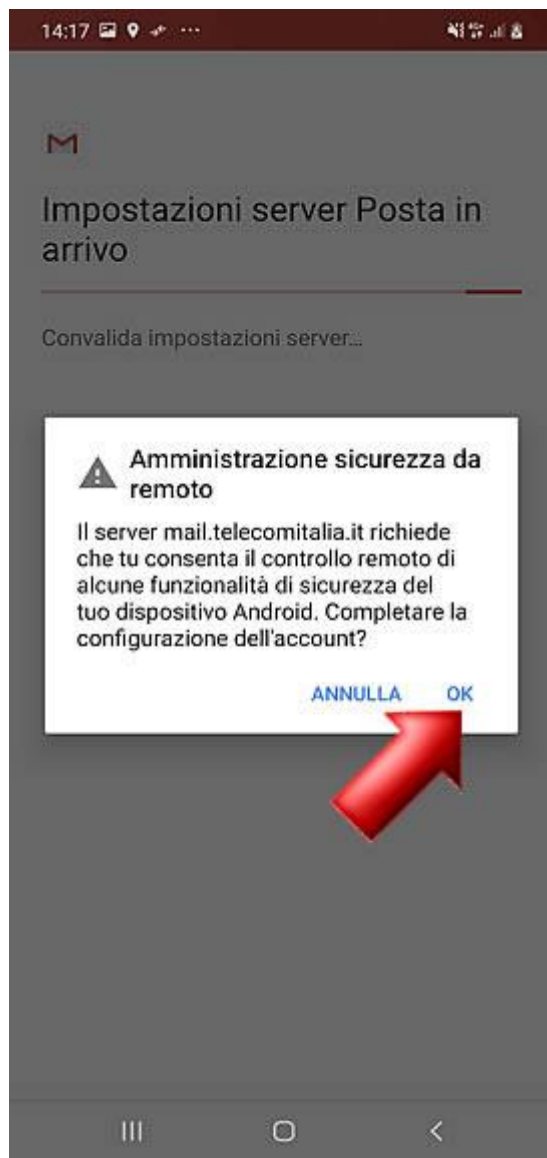 14:17
Impostazioni server Posta in
arrivo
Convalida impostazioni server...
Amministrazione sicurezza da
remoto
Il server mail.telecomitalia.it richiede
che tu consenta il controllo remoto di
alcune funzionalità di sicurezza del
tuo dispositivo Android. Completare la
configurazione dell'account?
ANNULLA OK